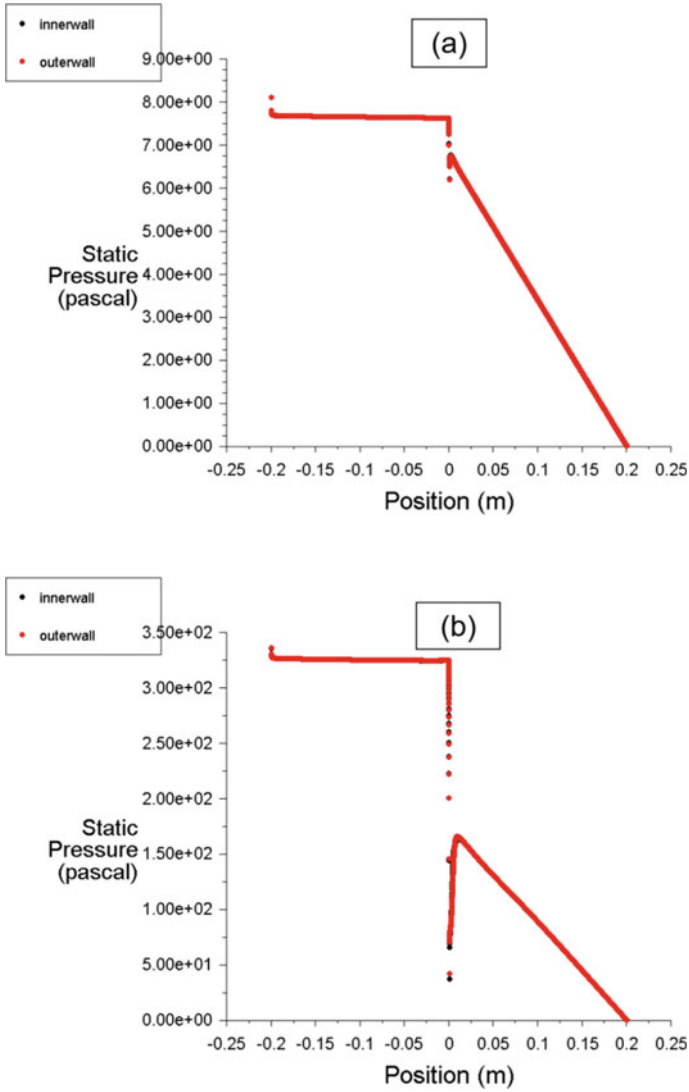 innerwall
outerwall
(a)
9.00e+00
8.00e+00
7.00e+00
6.00e+00
5.00e+00
4.00e+00
3.00e+00
2.00e+00
1.00e+00
0.00e+00
Static
Pressure
(pascal)
-0.25 -0.2 -0.15 -0.1 -0.05 0 0.05 0.1 0.15 0.2 0.25
Position (m)
innerwall
outerwall
(b)
3.50e+02
3.00e+02
2.50e+02
2.00e+02
1.50e+02
1.00e+02
5.00e+01
0.00e+00
Static
Pressure
(pascal)
-0.25 -0.2 -0.15 -0.1 -0.05 0 0.05 0.1 0.15 0.2 0.25
Position (m)